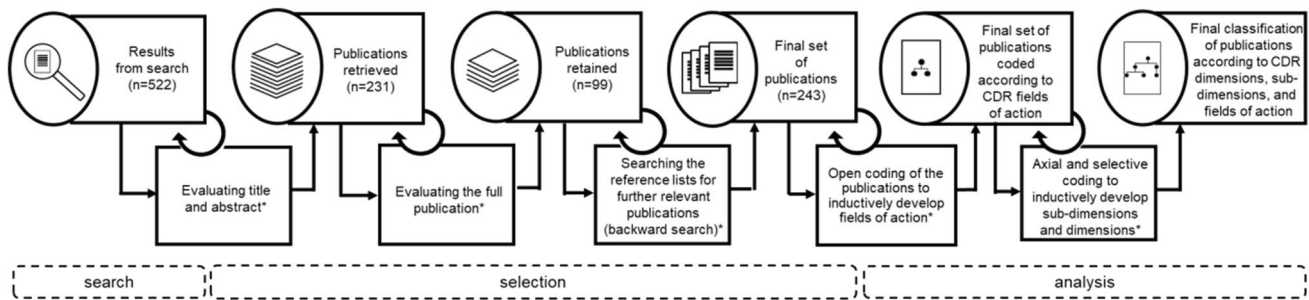 Results
from search
(n=522)
Evaluating title
and abstract*
Publications
retrieved
(n=231)
Evaluating the full
publication*
Publications
retained
(n=99)
Searching the
reference lists for
further relevant
publications
(backward search)*
Final set
of
publications
(n=243)
Open coding of the
publications to
inductively develop
fields of action*
Final set of
publications
coded
according to
CDR fields
of action
Axial and selective
coding to
inductively develop
sub-dimensions
and dimensions*
Final classification
of publications
according to CDR
dimensions, sub-
dimensions, and
fields of action
search
selection
analysis